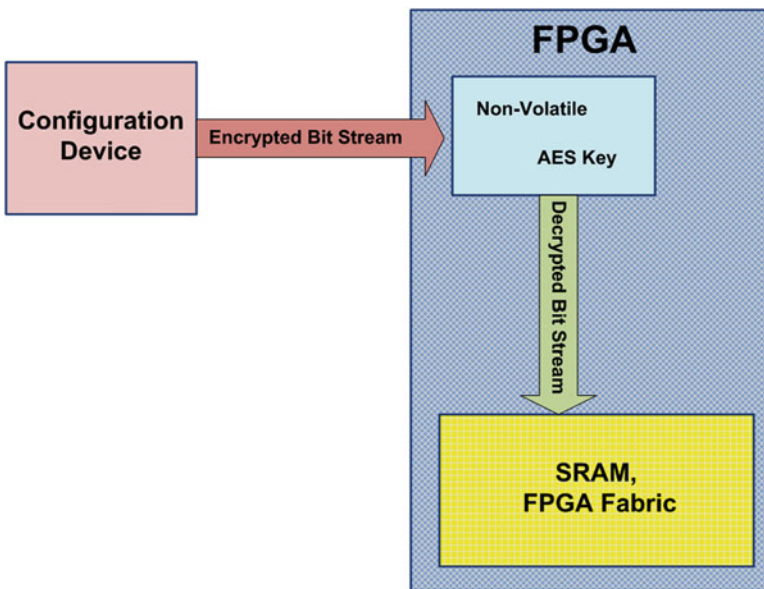 FPGA
Configuration
Device
Encrypted Bit Stream
Non-Volatile
AES Key
Decrypted Bit Stream
SRAM,
FPGA Fabric